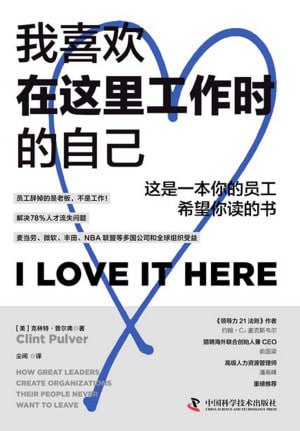 我喜欢
在这里工作时
的自己
这是一本你的员工
希望你读的书
员工辞掉的是老板，不是工作！
解决78%人才流失问题
麦当劳、微软、丰田、NBA 联盟等多国公司和全球组织受益
I LOVE IT HERE
［美］克林特·普尔弗◎著
Clint Pulver
尘间◎译
HOW GREAT LEADERS
CREATE ORGANIZATIONS
THEIR PEOPLE NEVER
WANT TO LEAVE
《领导力 21 法则》作者
约翰·C·麦克斯韦尔
猎聘海外联合创始人兼 CEO
俞国梁
高级人力资源管理师
潘易峰
重磅推荐
中国科学技术出版社
CHINA SCIENCE AND TECHNOLOGY PRESS